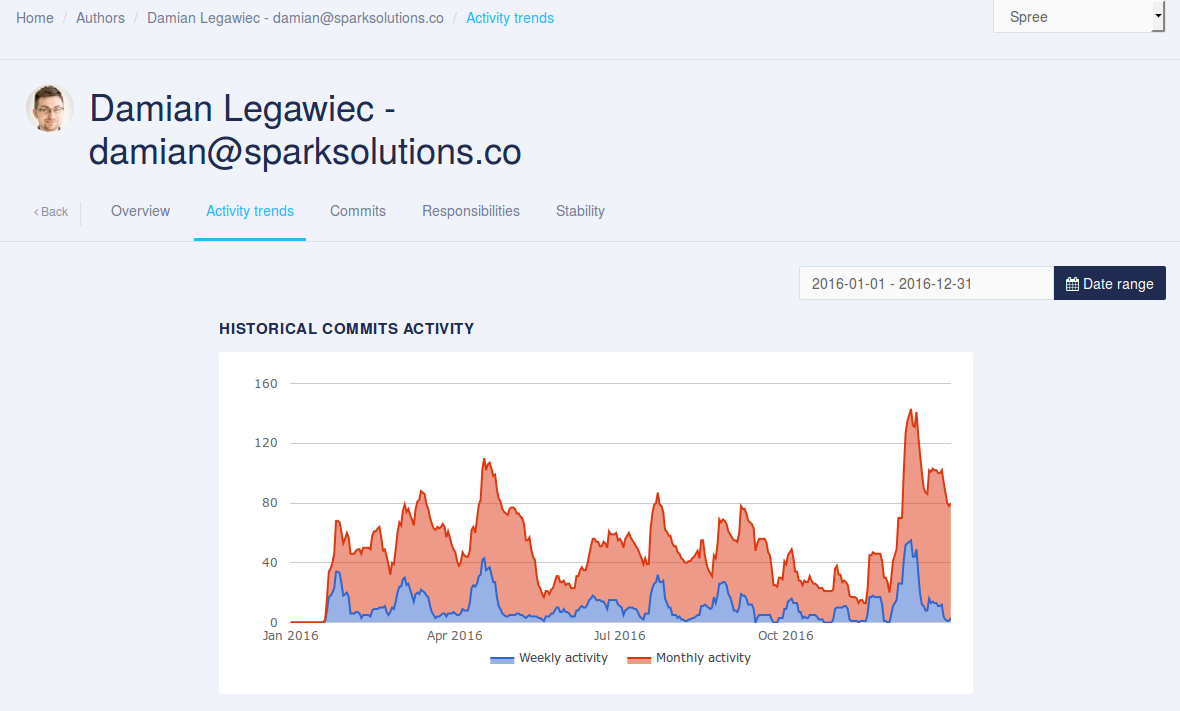 Home / Authors / Damian Legawiec - damian@sparksolutions.co / Activity trends
Spree
Damian Legawiec -
damian@sparksolutions.co
Back
Overview
Activity trends
Commits
Responsibilities
Stability
2016-01-01 - 2016-12-31
Date range
HISTORICAL COMMITS ACTIVITY
160
120
80
40
0
Jan 2016
Apr 2016
Jul 2016
Oct 2016
Weekly activity
Monthly activity